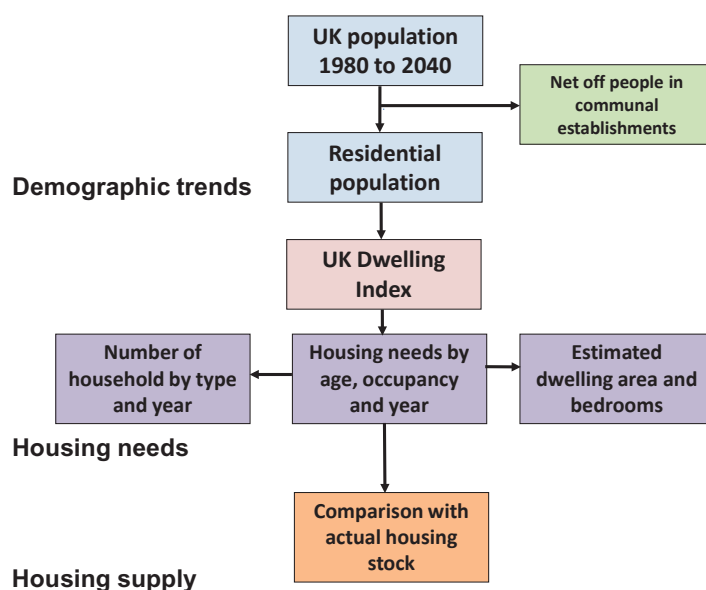 UK population
1980 to 2040
Net off people in
communal
establishments
Residential
population
Demographic trends
UK Dwelling
Index
Number of
household by type
and year
Housing needs by
age, occupancy
and year
Estimated
dwelling area and
bedrooms
Housing needs
Comparison with
actual housing
stock
Housing supply